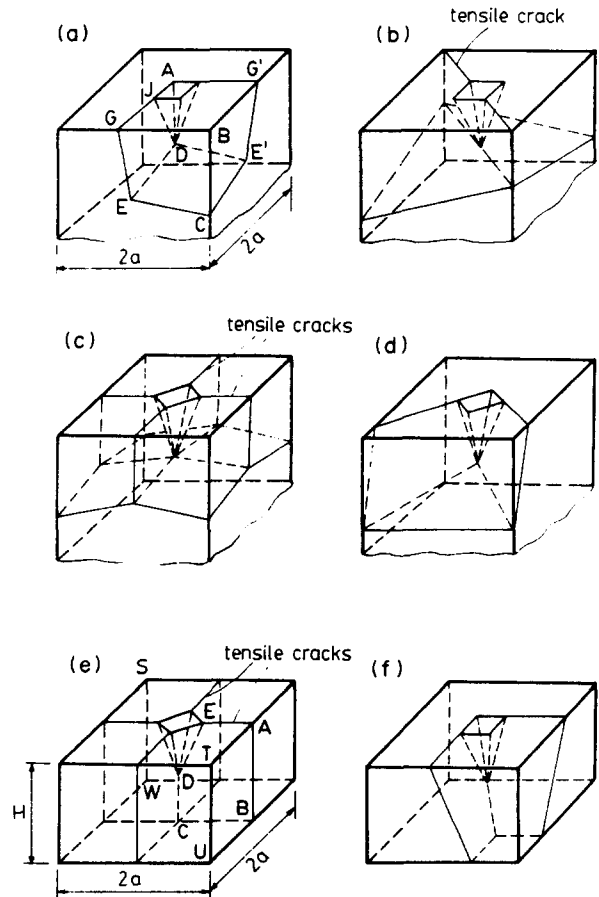 tensile crack
(a)
(b)
A
G'
J
G
B
D
E'
E
C
2a
2a
tensile cracks
(c)
(d)
tensile cracks
(e)
S
(f)
E
A
T
W
D
H
C
B
U
2a
2a